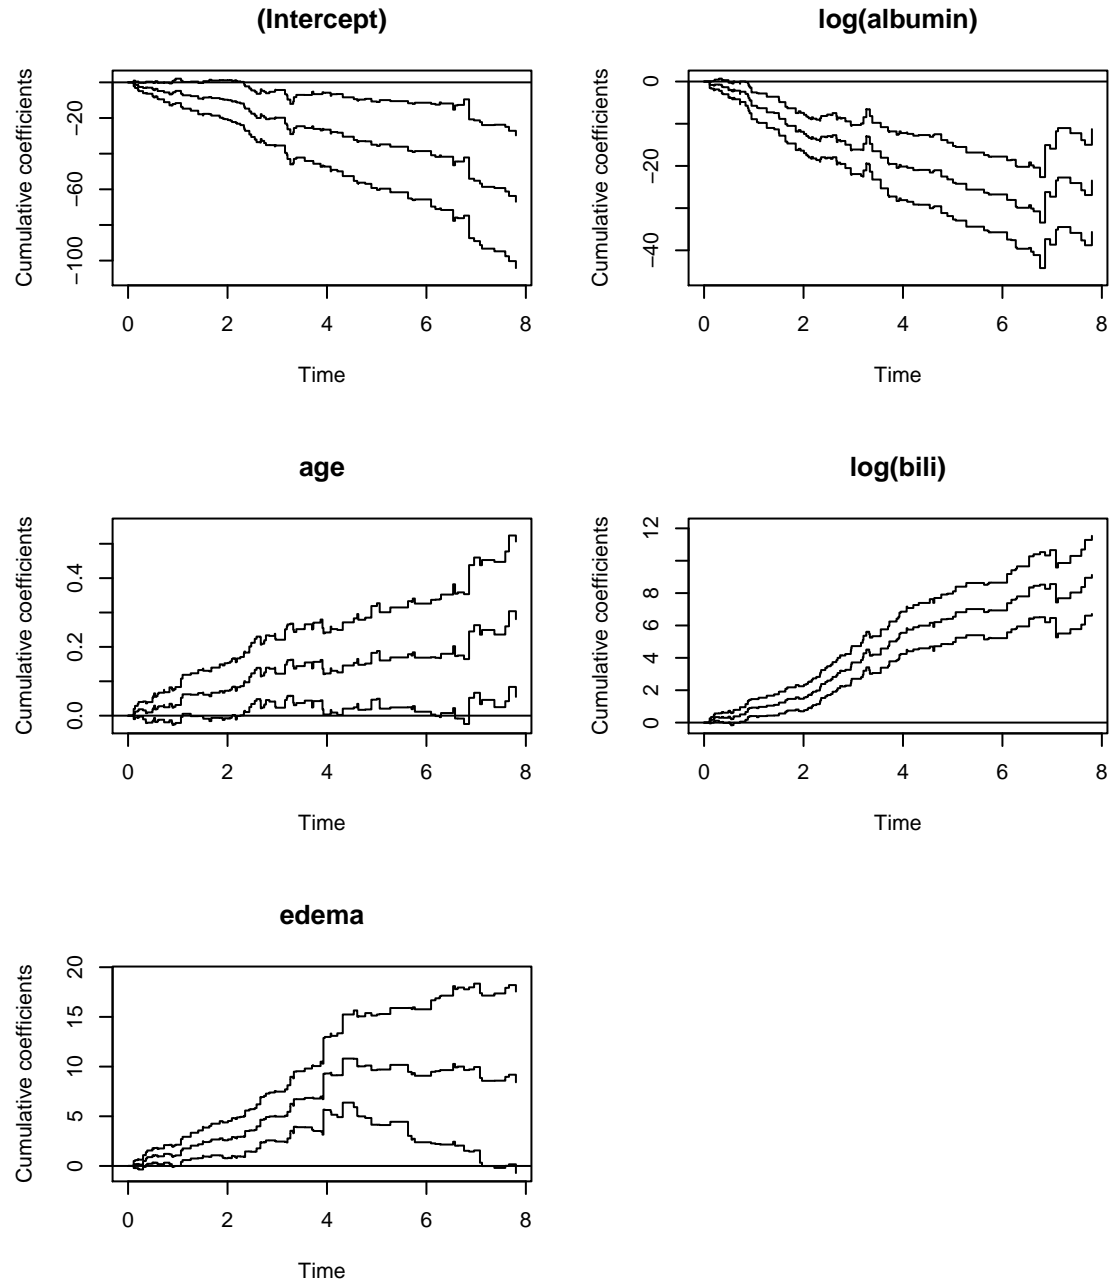 (Intercept)
Cumulative coefficients
−20
−60
−100
0 2 4 6 8
Time
log(albumin)
Cumulative coefficients
0
−20
−40
0 2 4 6 8
Time
age
Cumulative coefficients
0.4
0.2
0.0
0 2 4 6 8
Time
log(bili)
Cumulative coefficients
12
8
6
4
2
0
0 2 4 6 8
Time
edema
Cumulative coefficients
20
15
10
5
0
0 2 4 6 8
Time